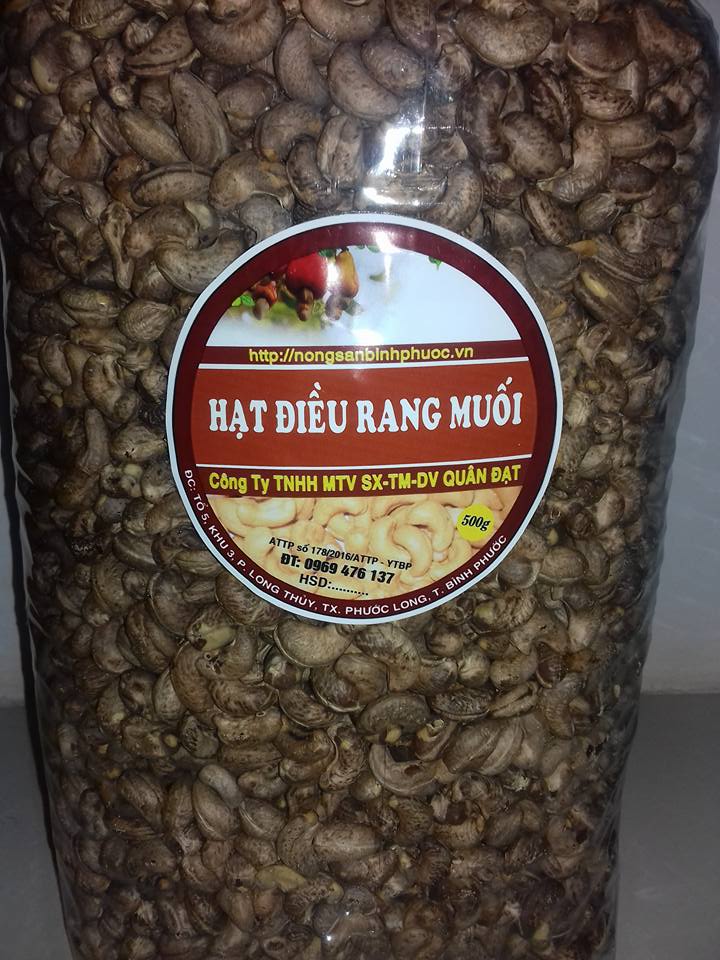 http://nongsanbinhphuoc.vn
HẠT ĐIỀU RANG MUỐI
Công Ty TNHH MTV SX-TM-DV QUÂN ĐẠT
500g
ATTP số 178/2016/ATTP - YTBP
ĐT: 0969 476 137
HSD:...........
ĐC: TỔ 5, KHU 3, P. LONG THỦY, TX. PHƯỚC LONG, T. BÌNH PHƯỚC